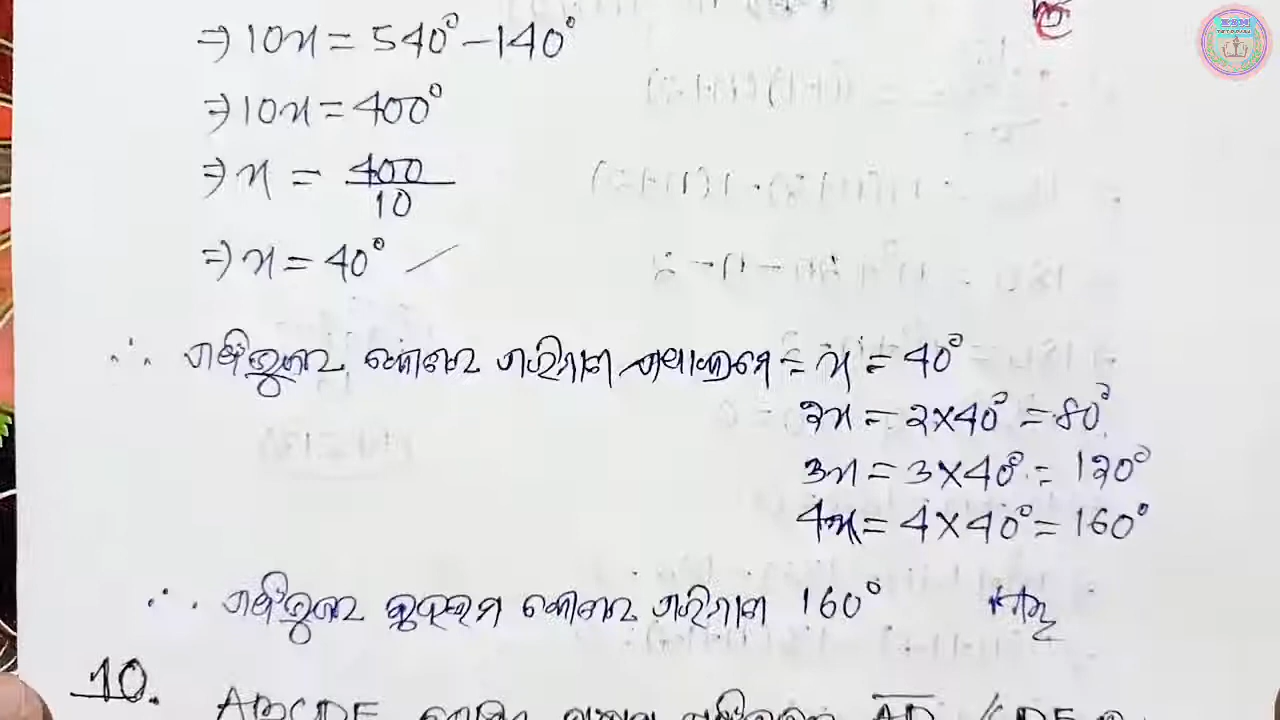 ⇒ 10x = 540° - 140°
⇒ 10x = 400°
⇒ x = 400/10
⇒ x = 40°
∴ ପଞ୍ଚଭୁଜର କୋଣର ପରିମାଣ ଯଥାକ୍ରମେ = x = 40°
2x = 2×40° = 80°
3x = 3×40° = 120°
4x = 4×40° = 160°
∴ ପଞ୍ଚଭୁଜର ବୃହତ୍ତମ କୋଣର ପରିମାଣ 160°
10.
ABCDE